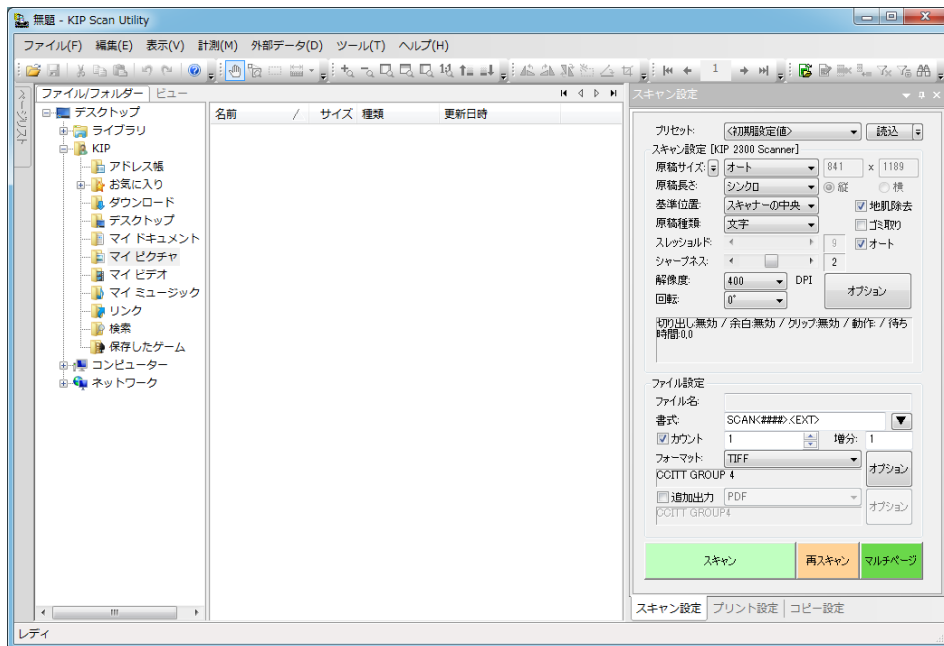 無題 - KIP Scan Utility
ファイル(F) 編集(E) 表示(V) 計測(M) 外部データ(D) ツール(T) ヘルプ(H)
1
ページリスト
ファイル/フォルダー ビュー
デスクトップ
ライブラリ
KIP
アドレス帳
お気に入り
ダウンロード
デスクトップ
マイ ドキュメント
マイ ピクチャ
マイ ビデオ
マイ ミュージック
リンク
検索
保存したゲーム
コンピューター
ネットワーク
名前 サイズ 種類 更新日時
スキャン設定
プリセット: <初期設定値> 読込
スキャン設定 [KIP 2300 Scanner]
原稿サイズ: オート 841 x 1189
原稿長さ: シンクロ 縦 横
基準位置: スキャナーの中央 地肌除去
原稿種類: 文字 ゴミ取り
スレッショルド: 9 オート
シャープネス: 2
解像度: 400 DPI オプション
回転: 0°
切り出し:無効 / 余白:無効 / クリップ:無効 / 動作: / 待ち
時間:0,0
ファイル設定
ファイル名:
書式: SCAN<####>.<EXT>
カウント 1 増分: 1
フォーマット: TIFF オプション
CCITT GROUP 4
追加出力 PDF オプション
CCITT GROUP4
スキャン 再スキャン マルチページ
スキャン設定 プリント設定 コピー設定
レディ